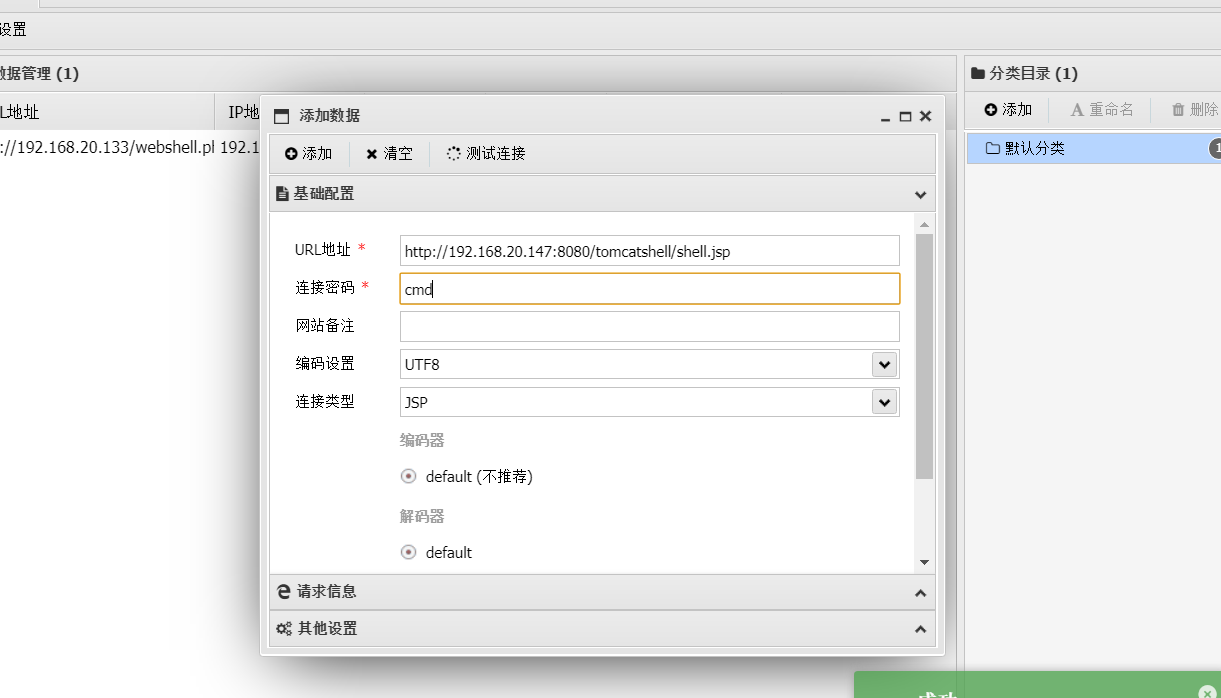 设置
数据管理 (1)
L地址
IP地
://192.168.20.133/webshell.pl
192.1
添加数据
添加
清空
测试连接
基础配置
URL地址 *
http://192.168.20.147:8080/tomcatshell/shell.jsp
连接密码 *
cmd
网站备注
编码设置
UTF8
连接类型
JSP
编码器
default (不推荐)
解码器
default
请求信息
其他设置
分类目录 (1)
添加
重命名
删除
默认分类
1
成功